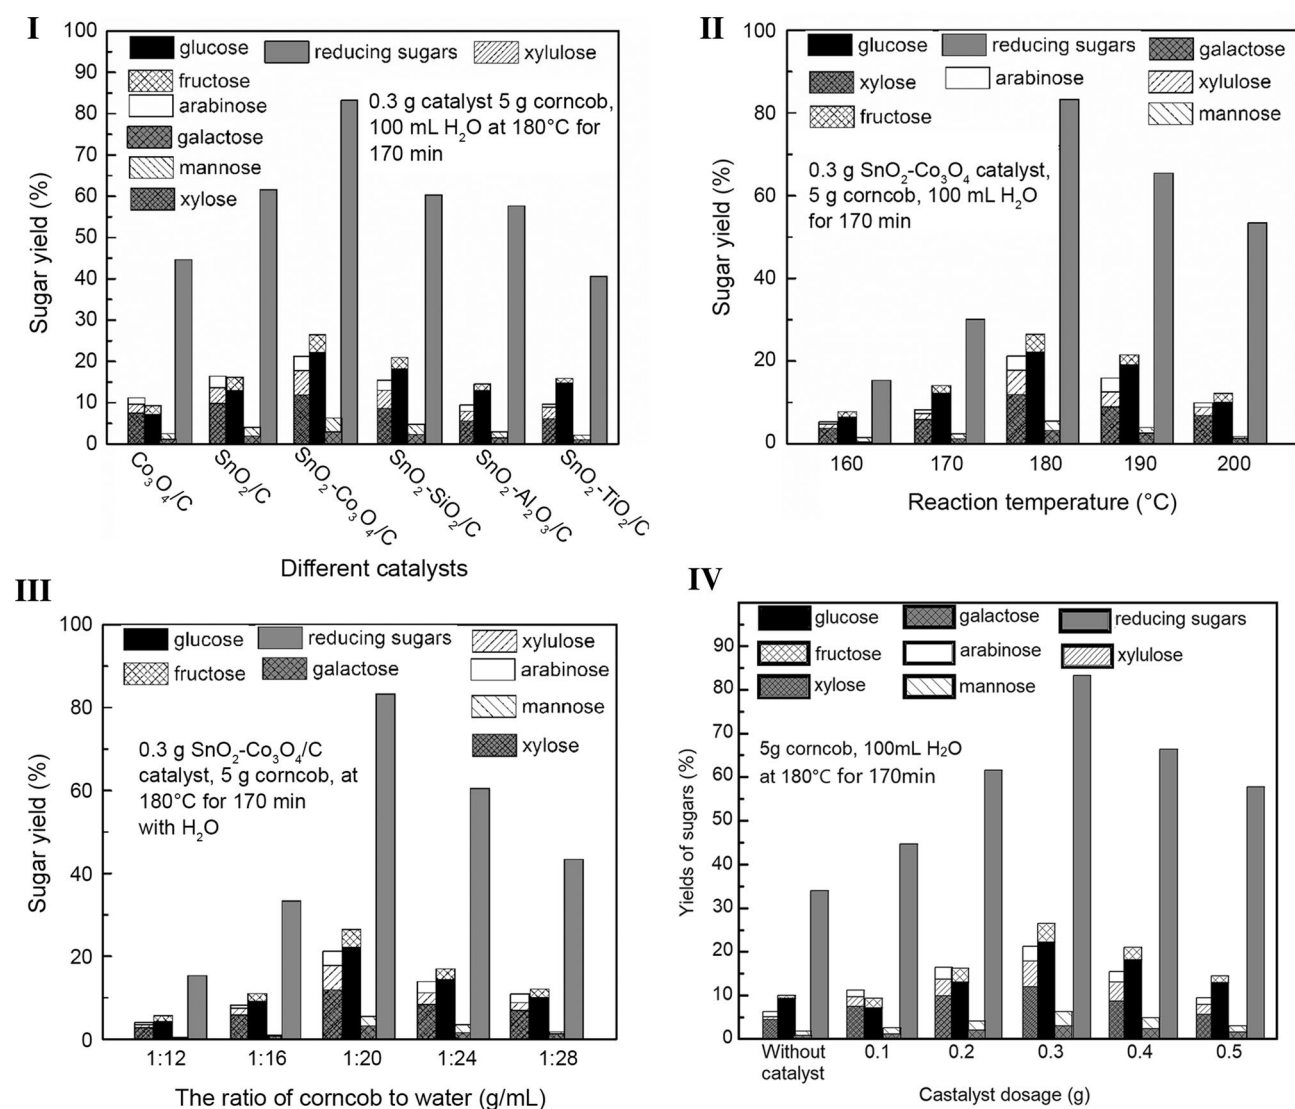 I
100
90
80
70
60
50
40
30
20
10
0
Sugar yield (%)
glucose
reducing sugars
xylulose
fructose
arabinose
galactose
mannose
xylose
0.3 g catalyst 5 g corncob,
100 mL H₂O at 180°C for
170 min
Co₃O₄/C
SnO₂/C
SnO₂-Co₃O₄/C
SnO₂-SiO₂/C
SnO₂-Al₂O₃/C
SnO₂-TiO₂/C
Different catalysts
II
100
80
60
40
20
0
Sugar yield (%)
glucose
reducing sugars
galactose
xylose
arabinose
xylulose
fructose
mannose
0.3 g SnO₂-Co₃O₄ catalyst,
5 g corncob, 100 mL H₂O
for 170 min
160 170 180 190 200
Reaction temperature (°C)
III
100
80
60
40
20
0
Sugar yield (%)
glucose
reducing sugars
xylulose
fructose
galactose
arabinose
mannose
xylose
0.3 g SnO₂-Co₃O₄/C
catalyst, 5 g corncob, at
180°C for 170 min
with H₂O
1:12 1:16 1:20 1:24 1:28
The ratio of corncob to water (g/mL)
IV
90
80
70
60
50
40
30
20
10
0
Yields of sugars (%)
glucose
galactose
reducing sugars
fructose
arabinose
xylulose
xylose
mannose
5g corncob, 100mL H₂O
at 180°C for 170min
Without
catalyst
0.1 0.2 0.3 0.4 0.5
Castalyst dosage (g)